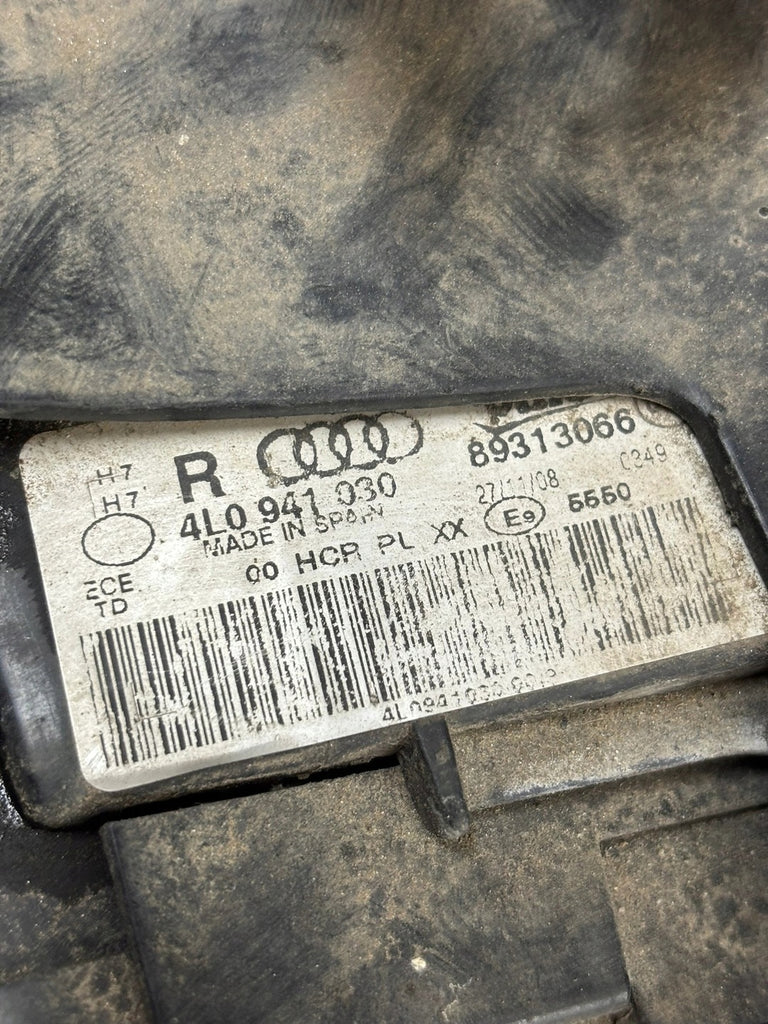 H7
H7
R
4L0 941 030
MADE IN SPAIN
ECE
TD
00 HCR PL XX
89313066
27/11/08
0349
E9
5550